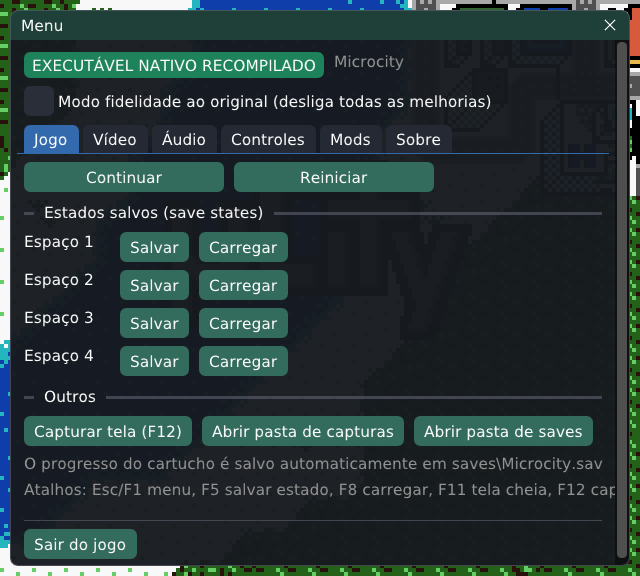 Menu
EXECUTÁVEL NATIVO RECOMPILADO Microcity
Modo fidelidade ao original (desliga todas as melhorias)
Jogo Vídeo Áudio Controles Mods Sobre
Continuar Reiniciar
Estados salvos (save states)
Espaço 1 Salvar Carregar
Espaço 2 Salvar Carregar
Espaço 3 Salvar Carregar
Espaço 4 Salvar Carregar
Outros
Capturar tela (F12) Abrir pasta de capturas Abrir pasta de saves
O progresso do cartucho é salvo automaticamente em saves\Microcity.sav
Atalhos: Esc/F1 menu, F5 salvar estado, F8 carregar, F11 tela cheia, F12 cap
Sair do jogo